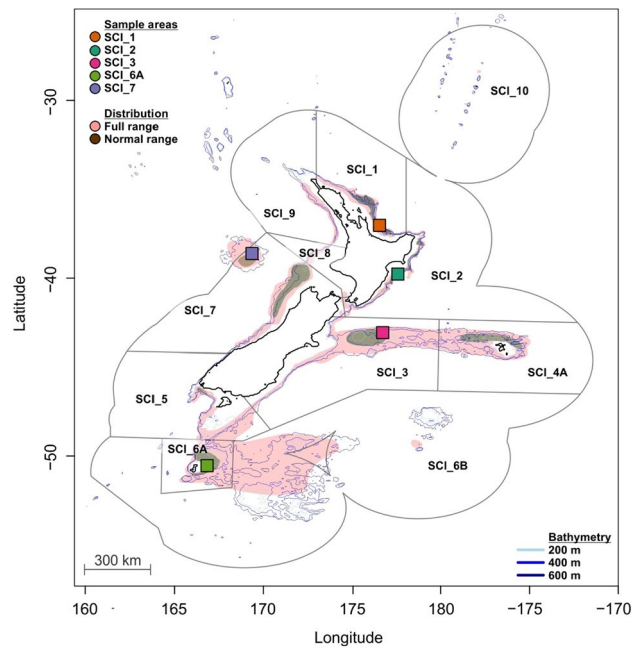 Sample areas
SCI_1
SCI_2
SCI_3
SCI_6A
SCI_7
Distribution
Full range
Normal range
SCI_10
SCI_1
SCI_9
SCI_8
SCI_2
SCI_7
SCI_3
SCI_4A
SCI_5
SCI_6A
SCI_6B
−30
−40
−50
Latitude
300 km
Bathymetry
200 m
400 m
600 m
160 165 170 175 180 −175 −170
Longitude